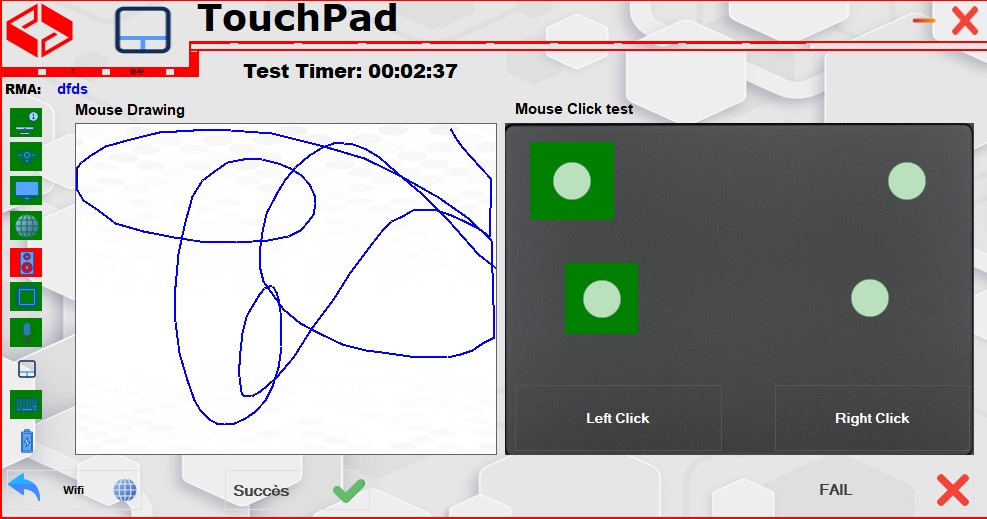 TouchPad
Test Timer: 00:02:37
RMA: dfds
Mouse Drawing
Mouse Click test
1
Left Click
Right Click
Wifi
Succès
FAIL